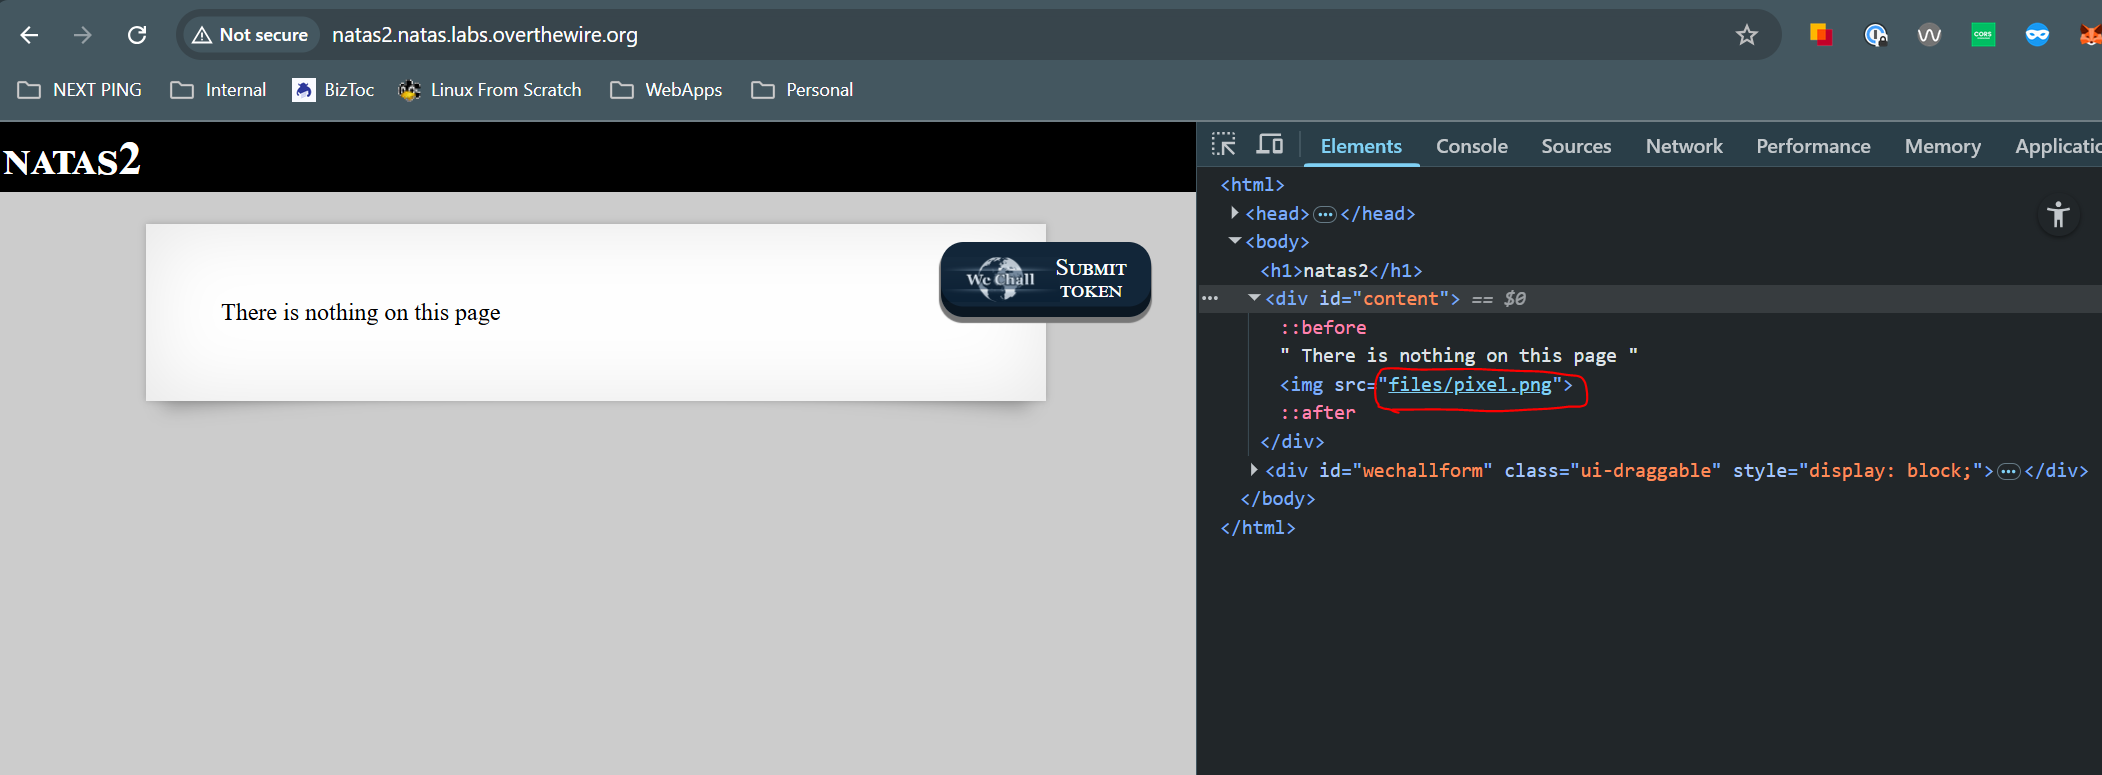 Not secure natas2.natas.labs.overthewire.org
NEXT PING Internal BizToc Linux From Scratch WebApps Personal
NATAS2
We Chall
SUBMIT
TOKEN
There is nothing on this page
Elements Console Sources Network Performance Memory Applicatio
<html>
<head>…</head>
<body>
<h1>natas2</h1>
<div id="content"> == $0
::before
" There is nothing on this page "
<img src="files/pixel.png">
::after
</div>
<div id="wechallform" class="ui-draggable" style="display: block;">…</div>
</body>
</html>